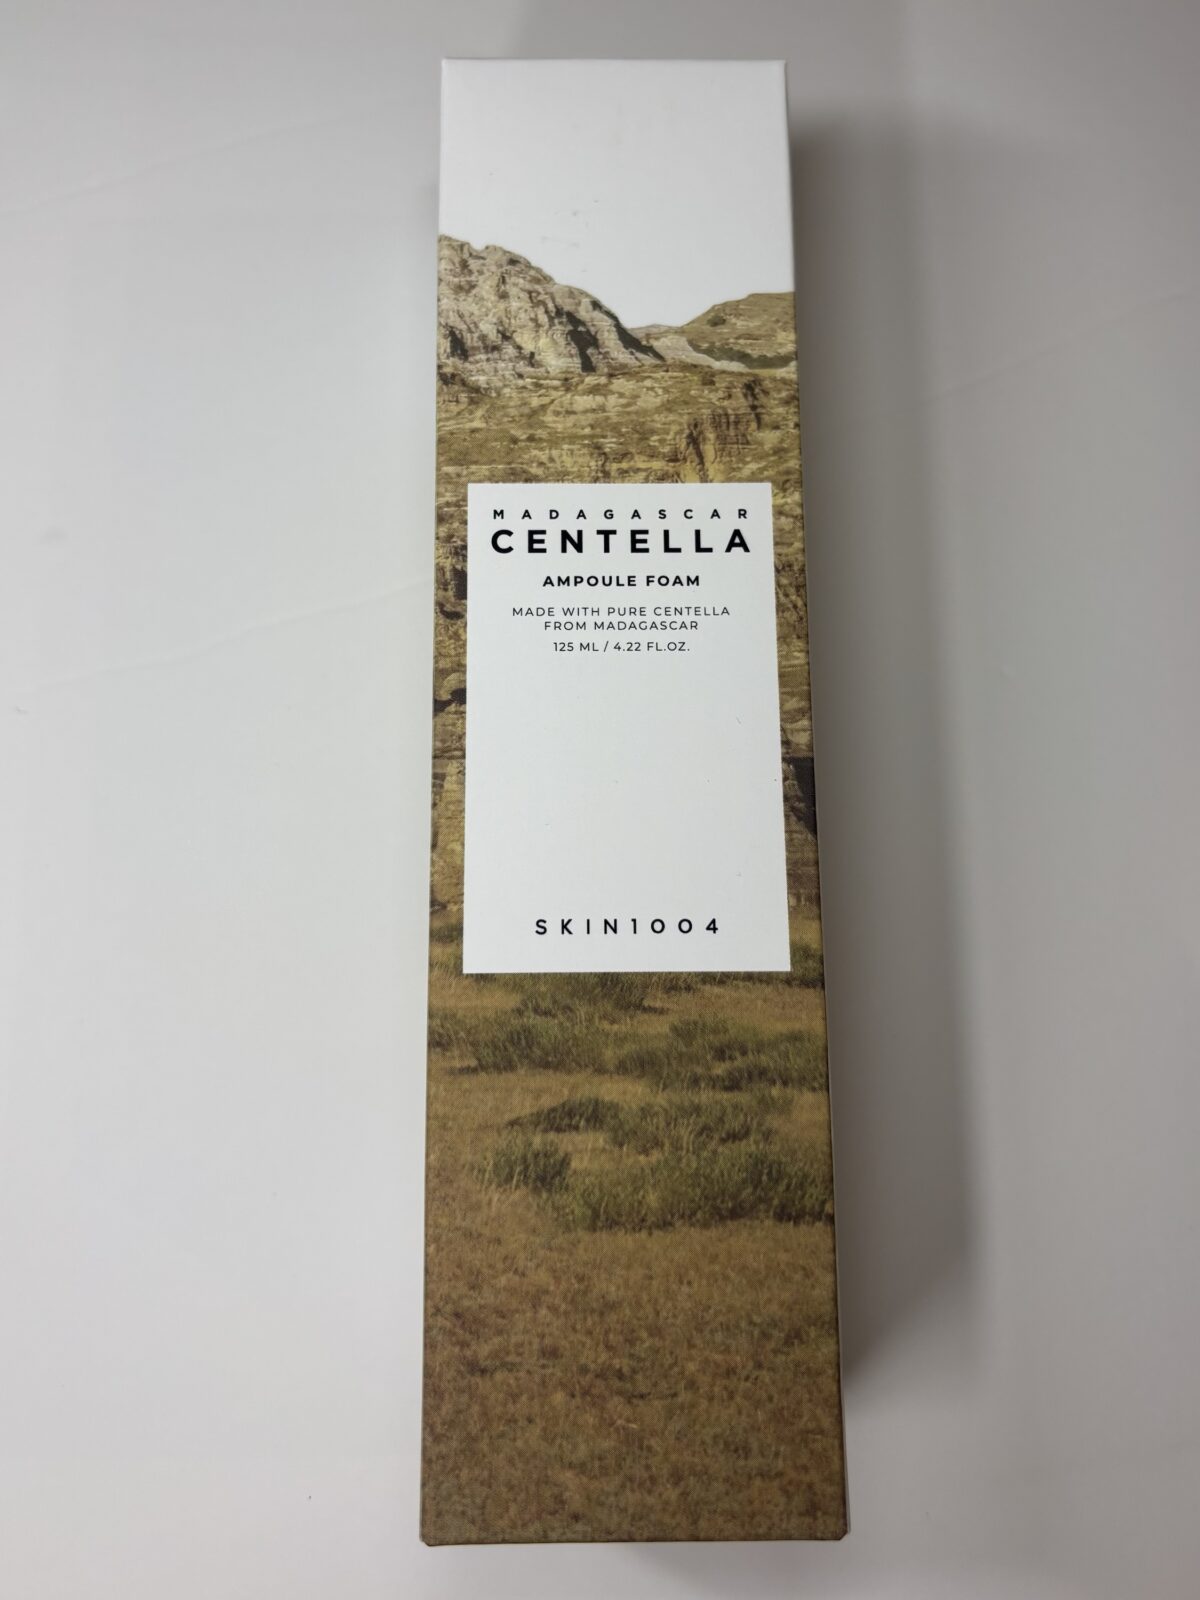 MADAGASCAR
CENTELLA
AMPOULE FOAM
MADE WITH PURE CENTELLA
FROM MADAGASCAR
125 ML / 4.22 FL.OZ.
SKIN1004